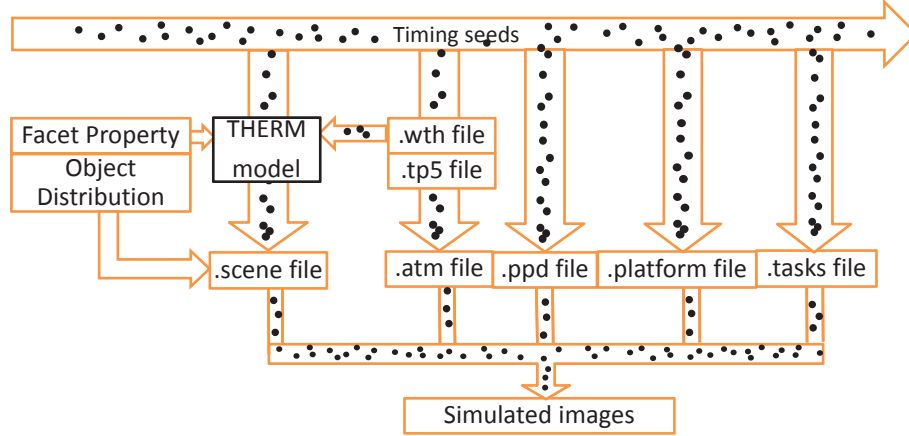 Timing seeds
Facet Property
THERM
model
.wth file
Object
Distribution
.tp5 file
.scene file
.atm file
.ppd file
.platform file
.tasks file
Simulated images